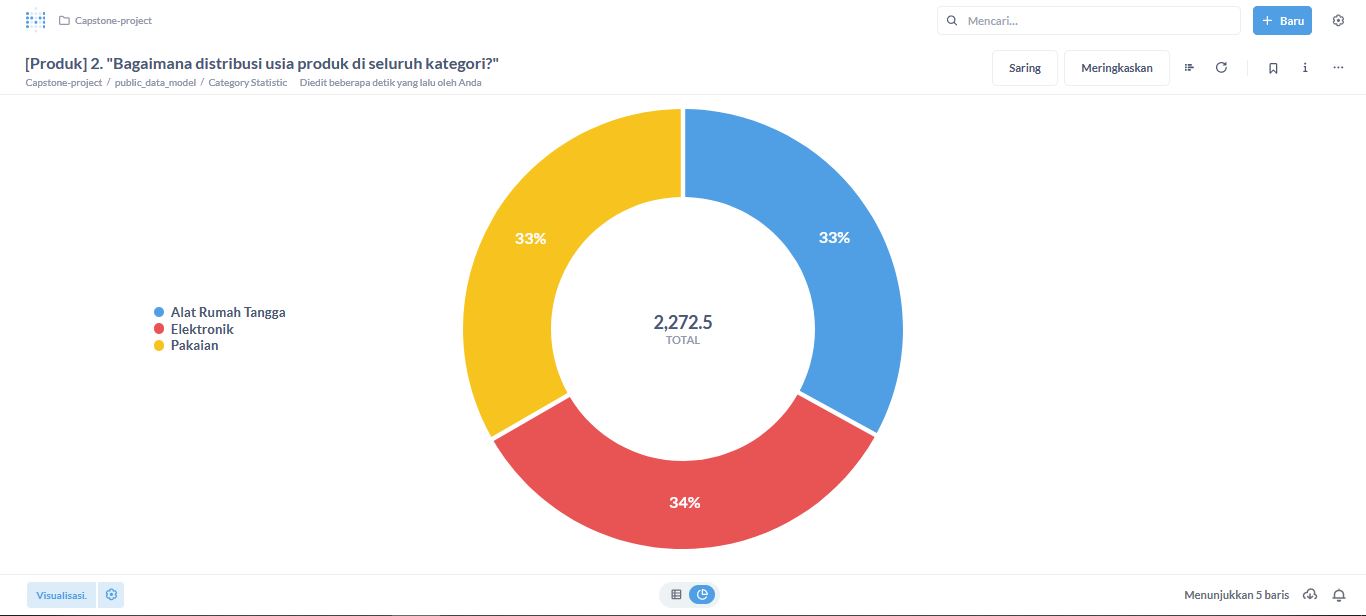 Capstone-project
Mencari...
+ Baru
[Produk] 2. "Bagaimana distribusi usia produk di seluruh kategori?"
Capstone-project / public_data_model / Category Statistic Diedit beberapa detik yang lalu oleh Anda
Saring
Meringkaskan
33%
33%
Alat Rumah Tangga
Elektronik
Pakaian
2,272.5
TOTAL
34%
Visualisasi.
Menunjukkan 5 baris